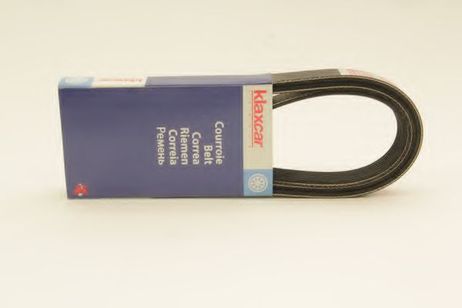 klaxcar
Courroie
Belt
Correa
Riemen
Correia
Ремень